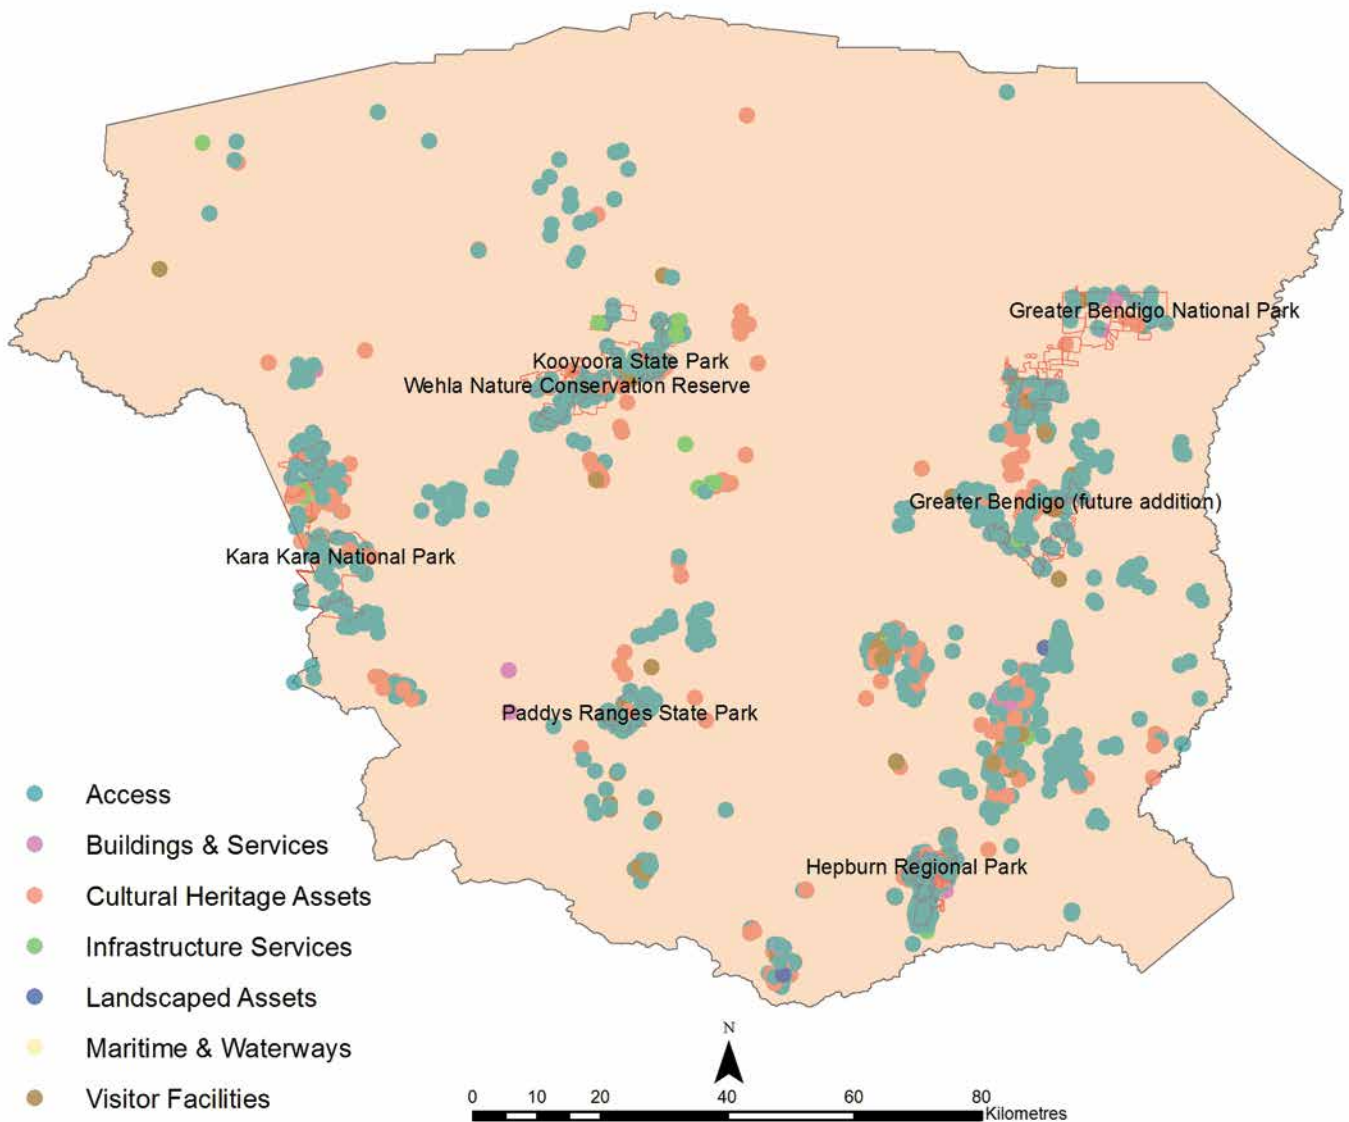 Greater Bendigo National Park
Kooyoora State Park
Wehla Nature Conservation Reserve
Greater Bendigo (future addition)
Kara Kara National Park
Paddys Ranges State Park
Hepburn Regional Park
Access
Buildings & Services
Cultural Heritage Assets
Infrastructure Services
Landscaped Assets
Maritime & Waterways
Visitor Facilities
N
0 10 20 40 60 80
Kilometres